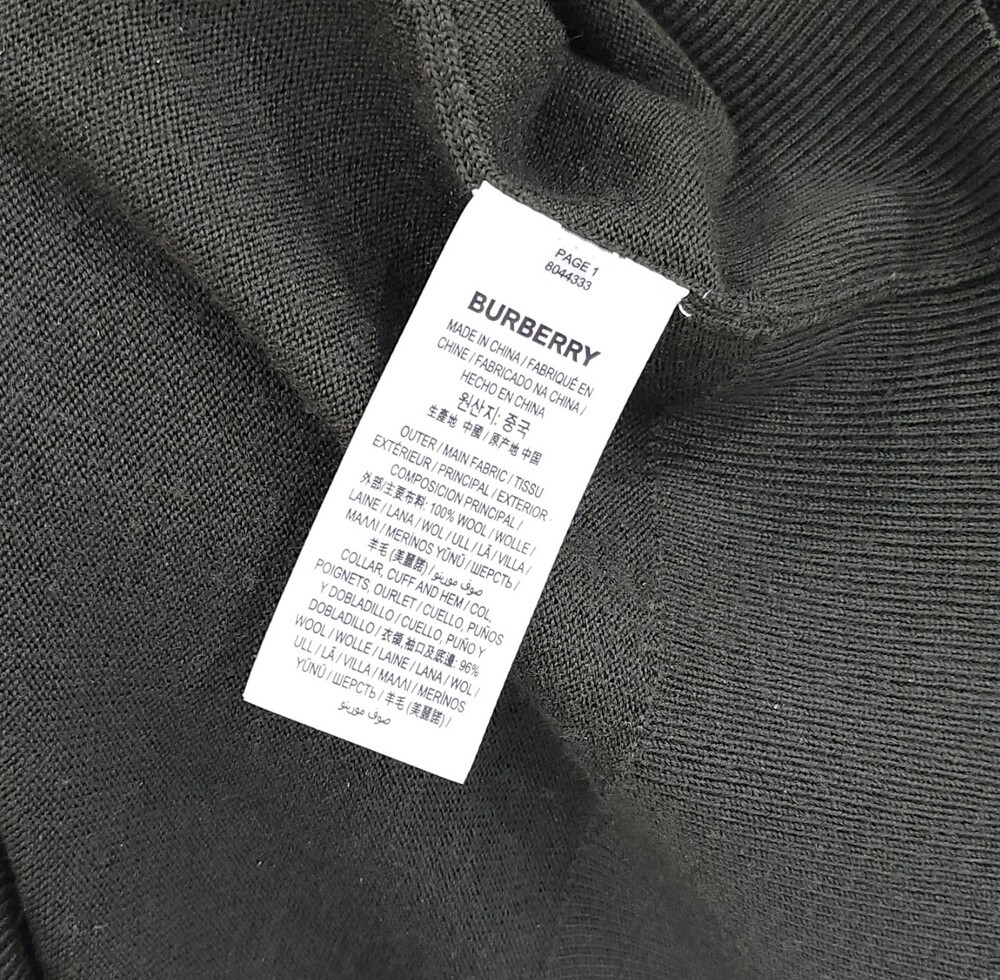 PAGE 1
8044333
BURBERRY
MADE IN CHINA / FABRIQUÉ EN
CHINE / FABRICADO NA CHINA /
HECHO EN CHINA
원산지: 중국
生產地 中國 / 原产地 中国
OUTER / MAIN FABRIC / TISSU
EXTÉRIEUR / PRINCIPAL / EXTERIOR
COMPOSICION PRINCIPAL /
外部/主要布料: 100% WOOL / WOLLE /
LAINE / LANA / WOL / ULL / LÃ / VILLA /
ΜΑΛΛΙ / MERİNOS YÜNÜ / ШЕРСТЬ /
羊毛 (美麗諾) / صوف مورينو
COLLAR, CUFF AND HEM / COL,
POIGNETS, OURLET / CUELLO, PUÑOS
Y DOBLADILLO / CUELLO, PUÑO Y
DOBLADILLO / 衣領,袖口及底邊: 96%
WOOL / WOLLE / LAINE / LANA / WOL /
ULL / LÃ / VILLA / ΜΑΛΛΙ / MERİNOS
YÜNÜ / ШЕРСТЬ / 羊毛 (美麗諾) /
صوف مورينو